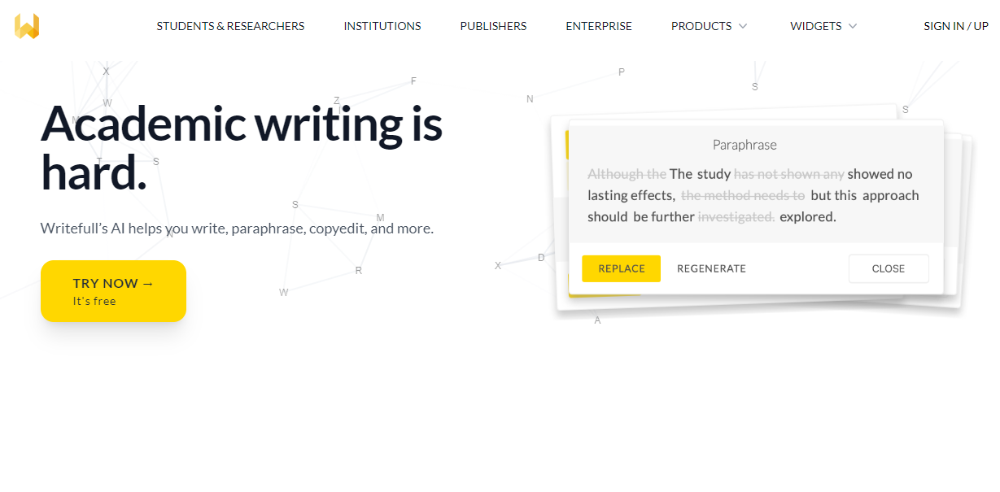 STUDENTS & RESEARCHERS INSTITUTIONS PUBLISHERS ENTERPRISE PRODUCTS WIDGETS SIGN IN / UP
X
P
F
S
N
Z
W
S
I
M
Academic writing is
hard.
T
S
S
M
N
Writefull's AI helps you write, paraphrase, copyedit, and more.
R
W
TRY NOW →
It's free
Paraphrase
Although the The study has not shown any showed no
lasting effects, the method needs to but this approach
should be further investigated. explored.
D
X
REPLACE REGENERATE CLOSE
A